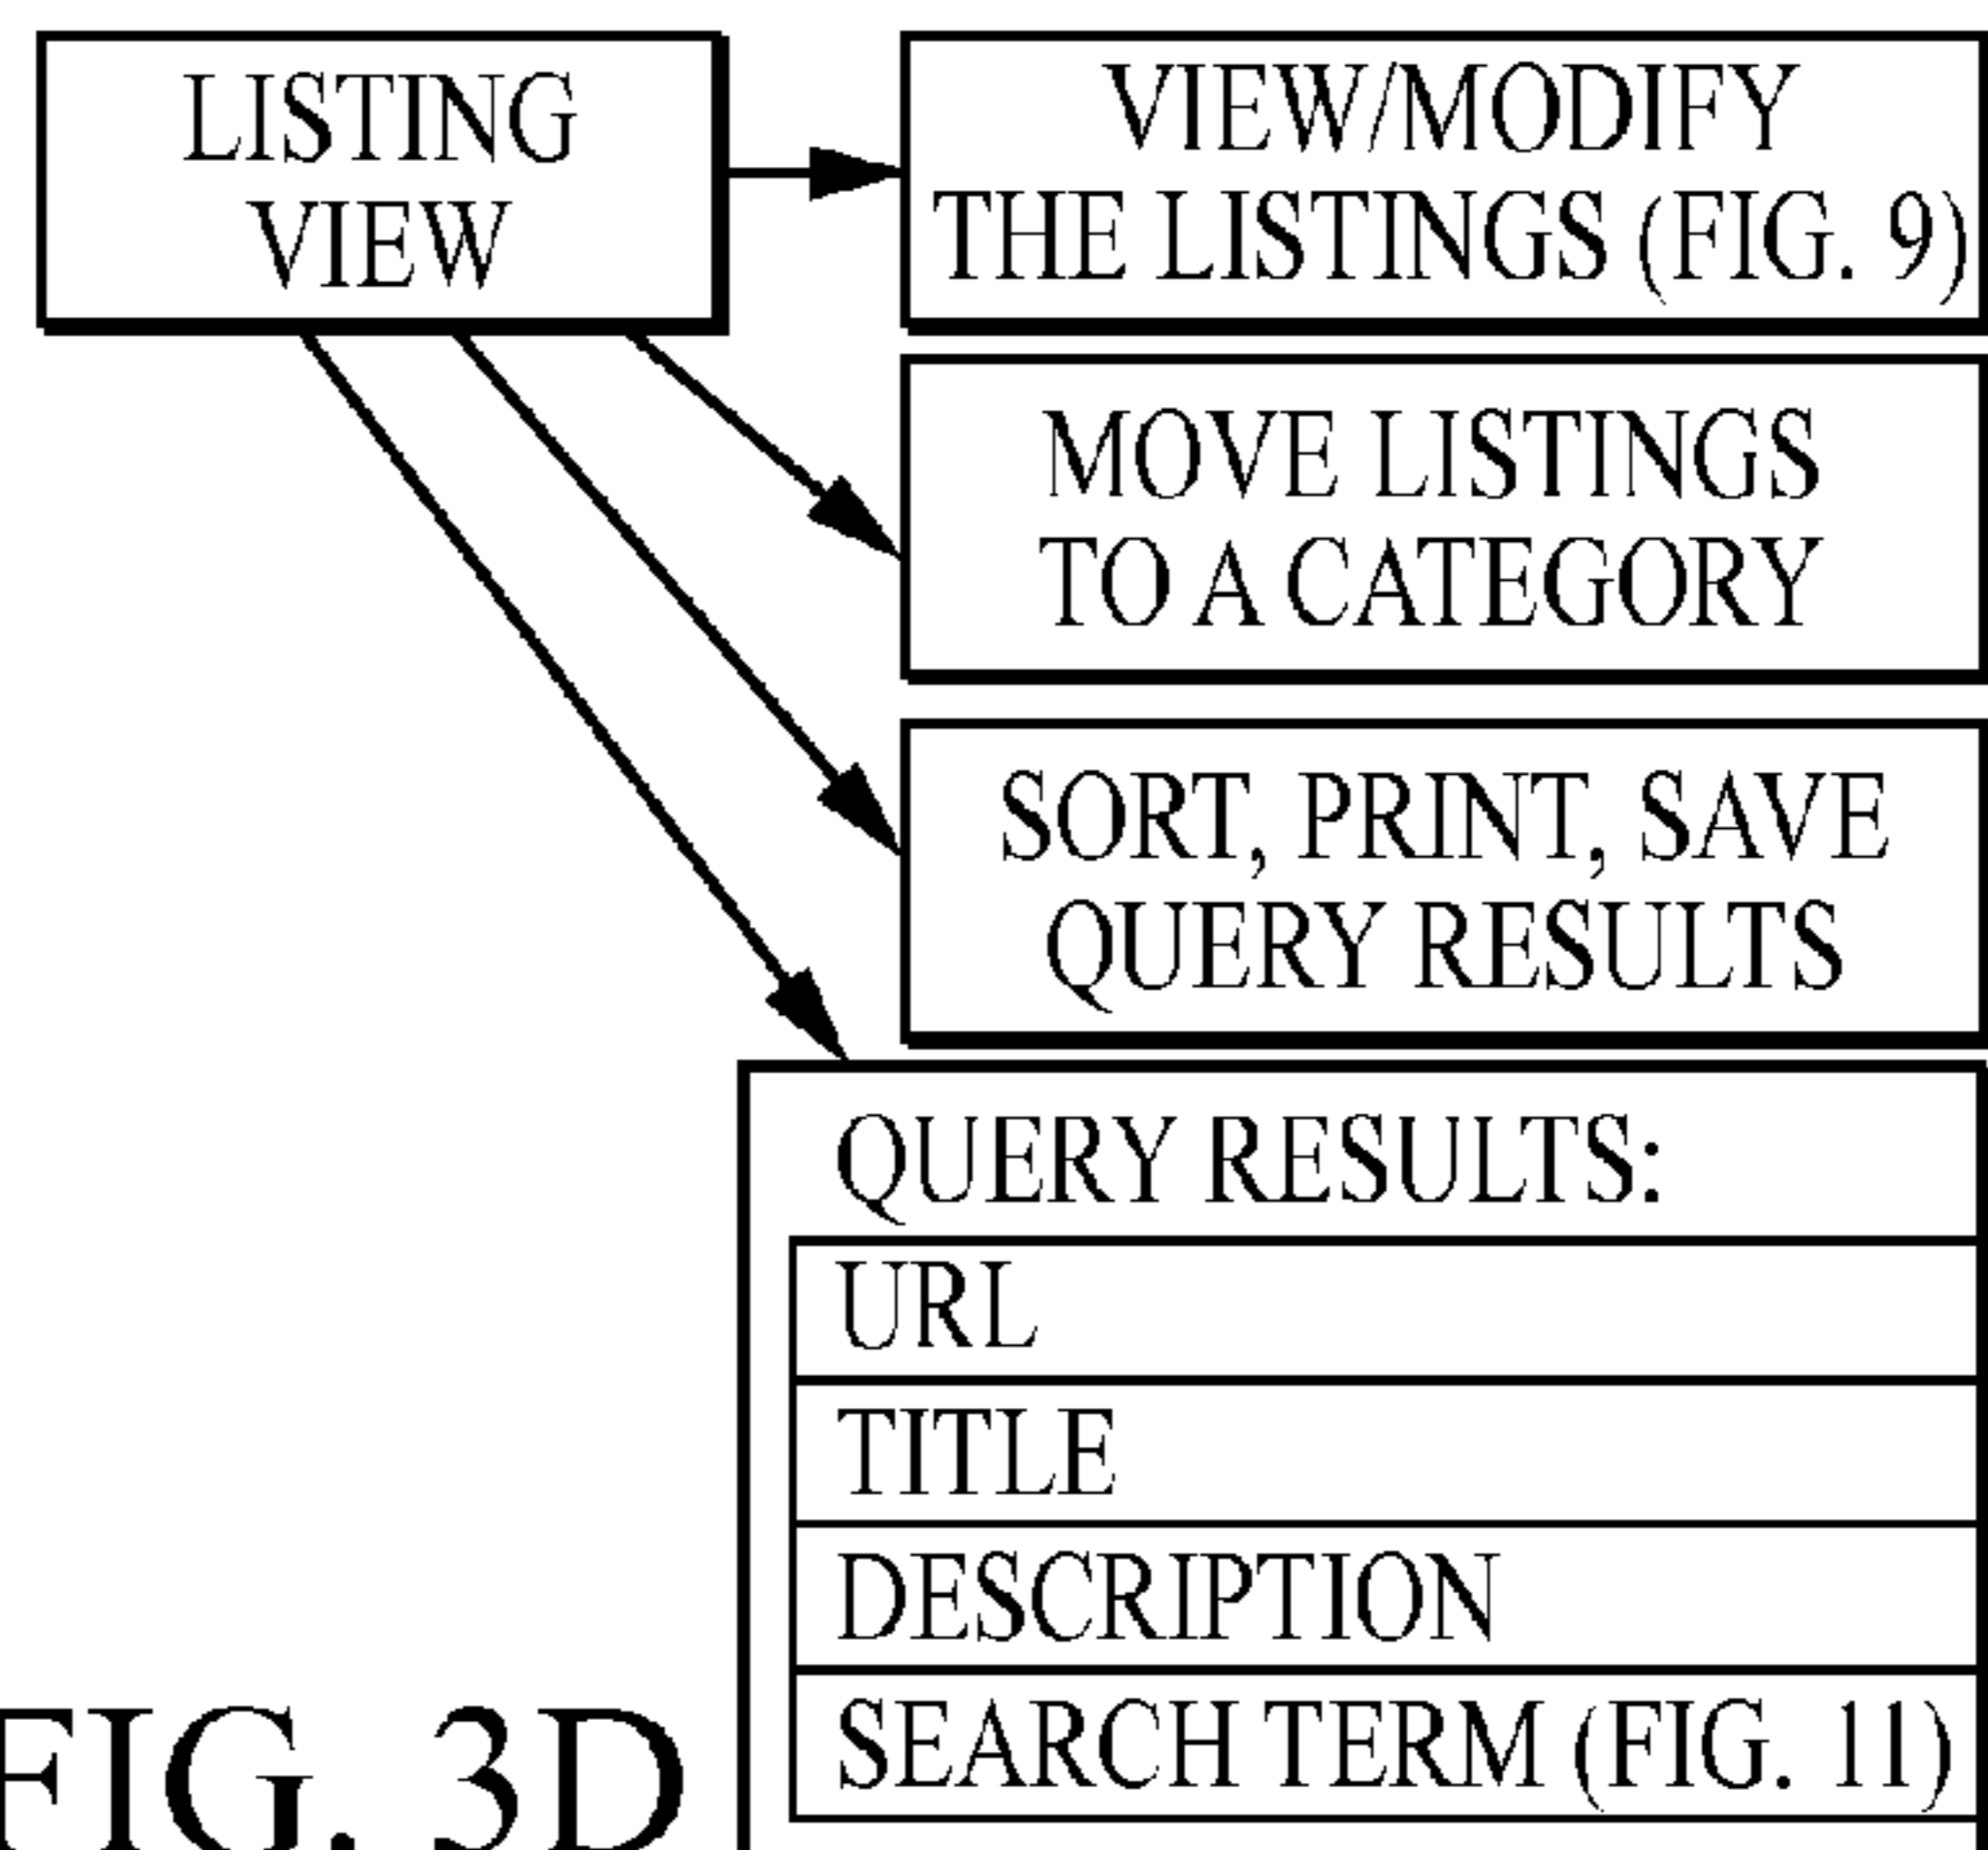 LISTING
VIEW
VIEW/MODIFY
THE LISTINGS (FIG. 9)
MOVE LISTINGS
TO A CATEGORY
SORT, PRINT, SAVE
QUERY RESULTS
QUERY RESULTS:
URL
TITLE
DESCRIPTION
SEARCH TERM (FIG. 11)
FIG. 3D